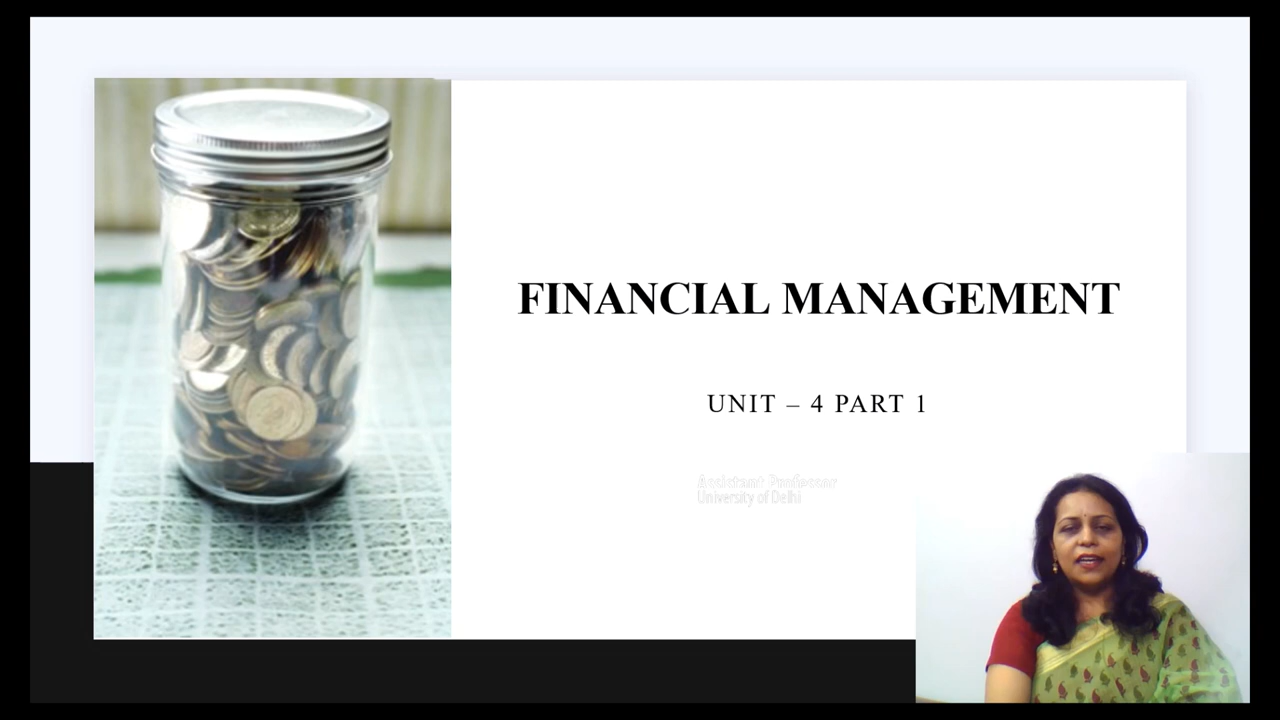 FINANCIAL MANAGEMENT
UNIT – 4 PART 1
Assistant Professor
University of Delhi